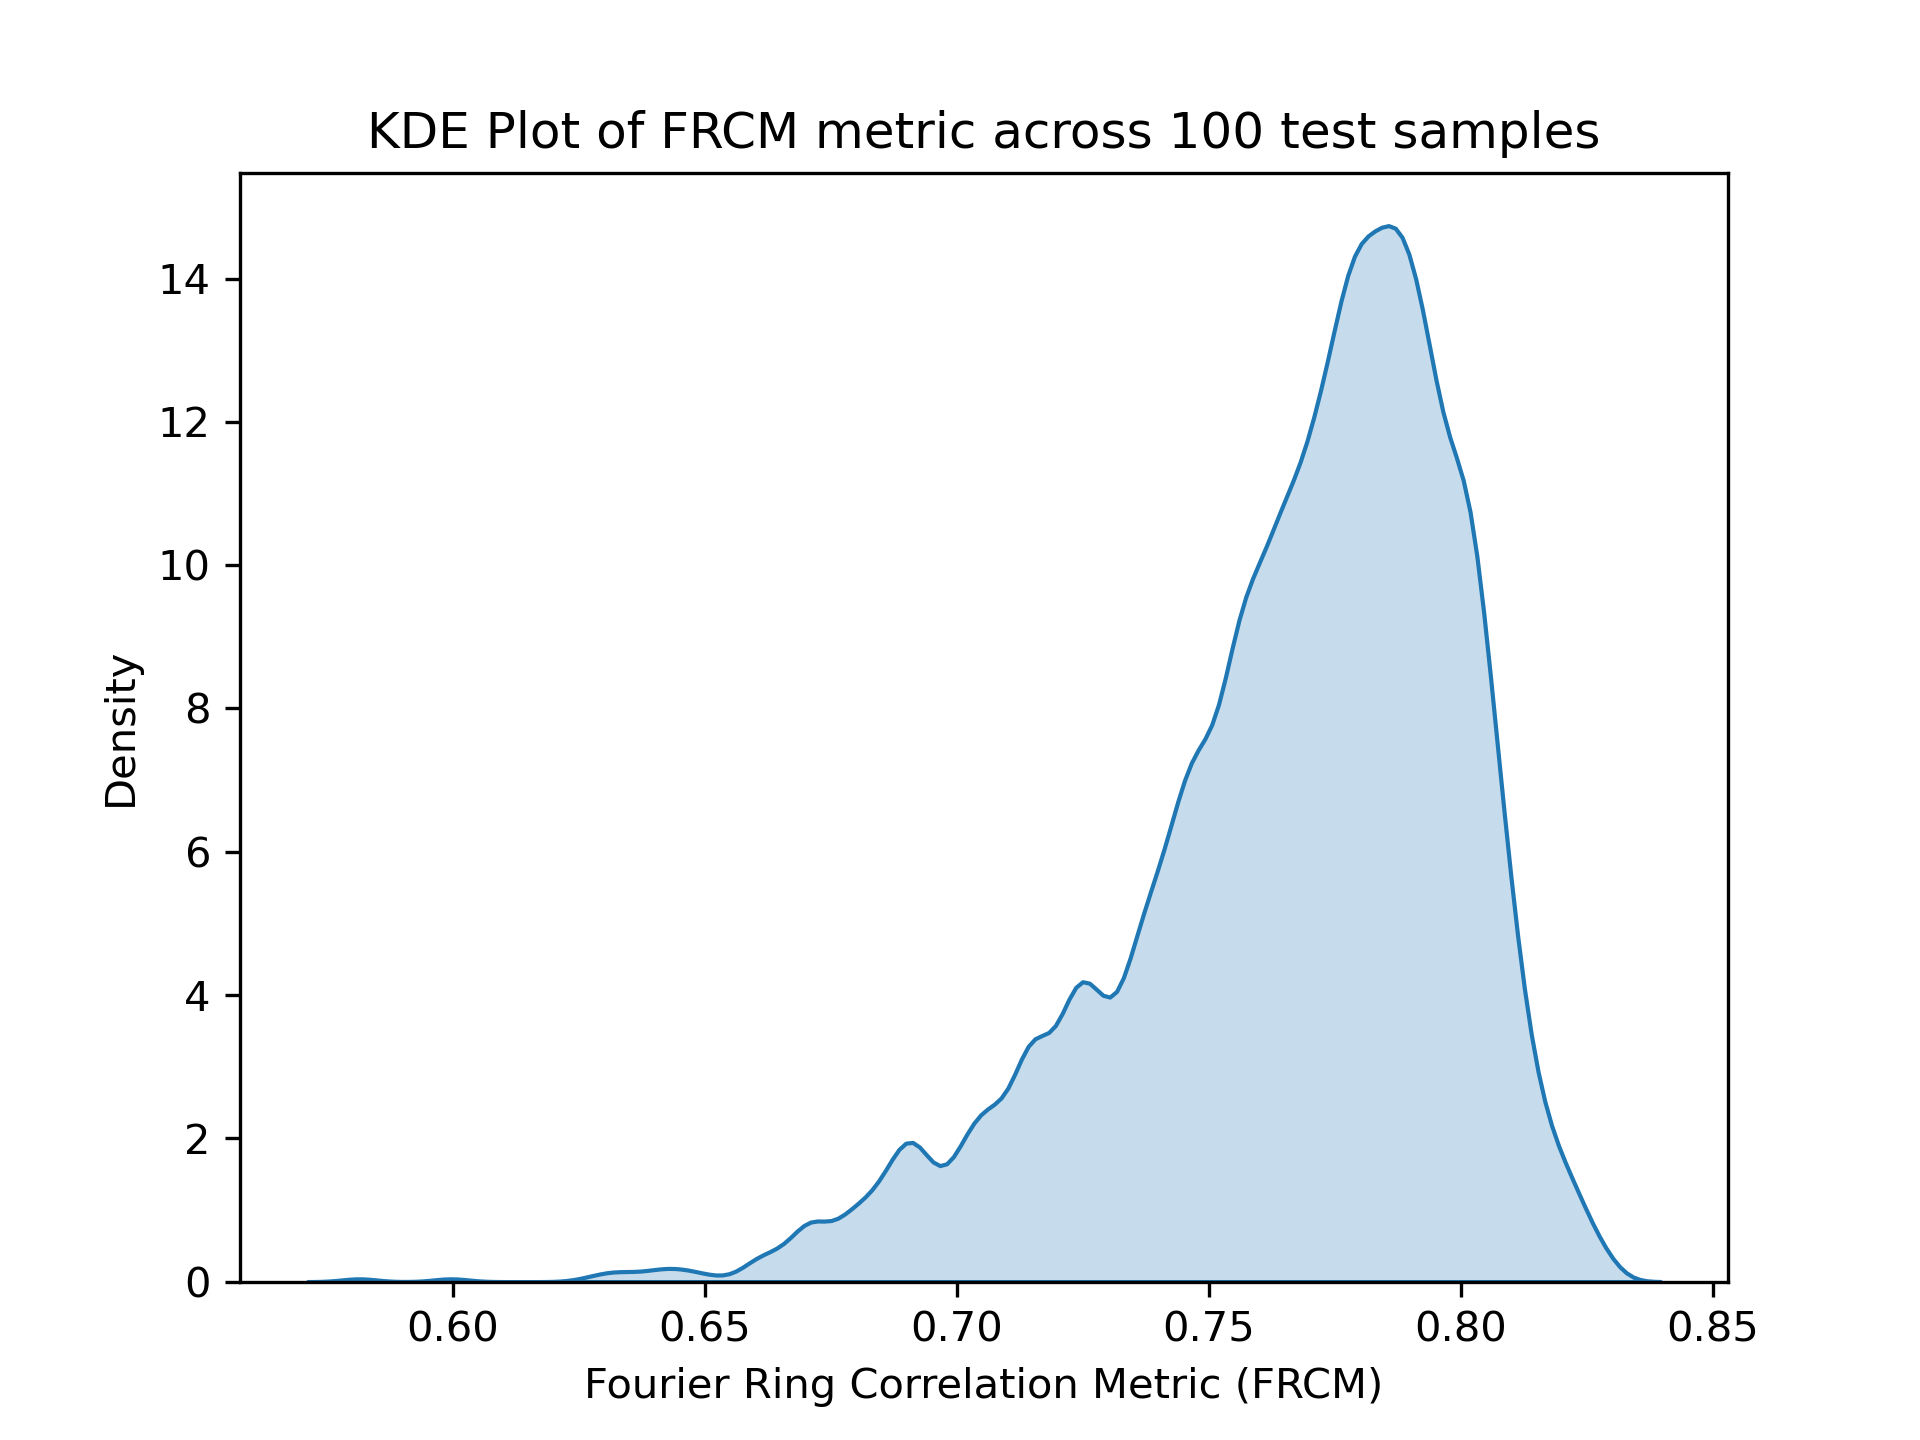 KDE Plot of FRCM metric across 100 test samples
Density
14
12
10
8
6
4
2
0
0.60 0.65 0.70 0.75 0.80 0.85
Fourier Ring Correlation Metric (FRCM)